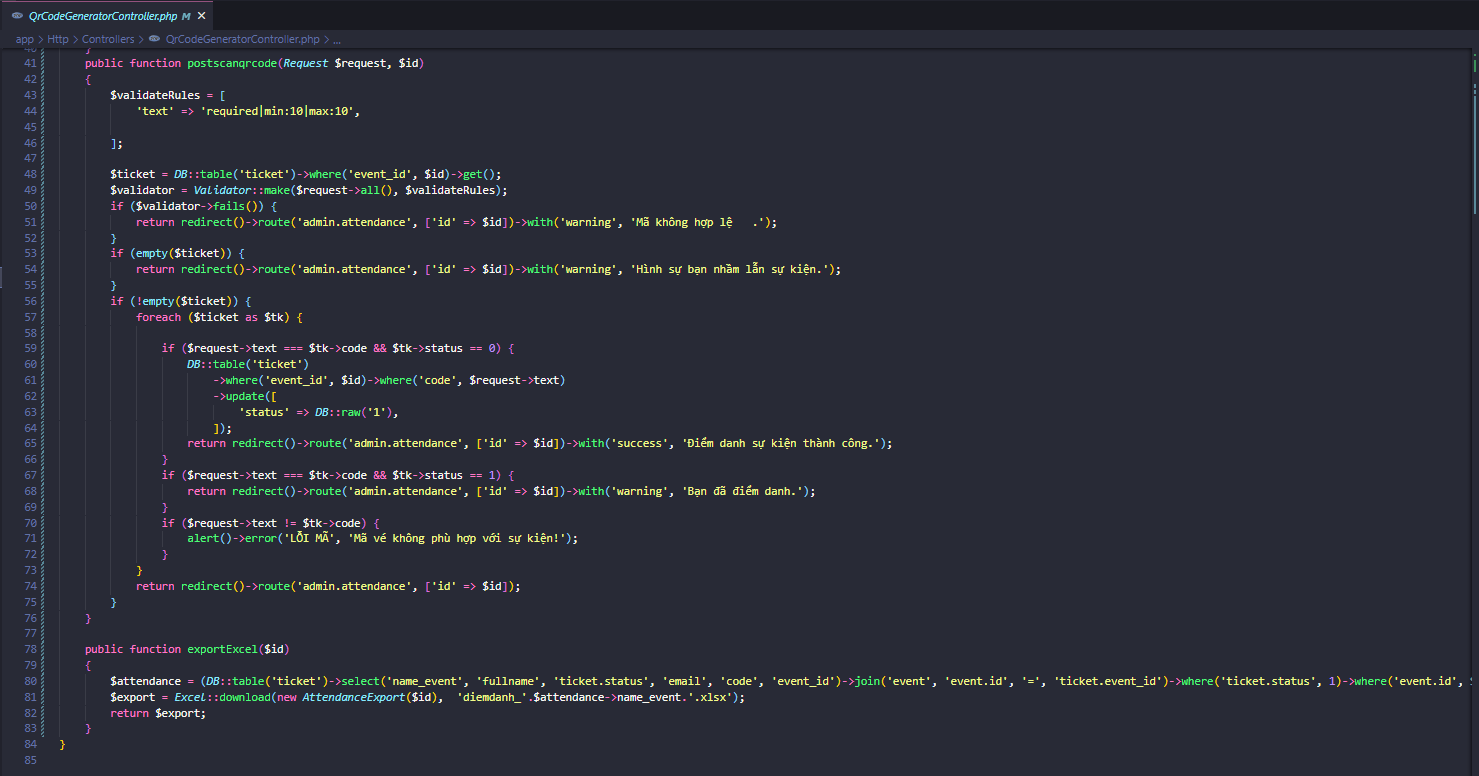 QrCodeGeneratorController.php M ×
app > Http > Controllers > QrCodeGeneratorController.php > ...
40 }
41 public function postscanqrcode(Request $request, $id)
42 {
43 $validateRules = [
44 'text' => 'required|min:10|max:10',
45
46 ];
47
48 $ticket = DB::table('ticket')->where('event_id', $id)->get();
49 $validator = Validator::make($request->all(), $validateRules);
50 if ($validator->fails()) {
51 return redirect()->route('admin.attendance', ['id' => $id])->with('warning', 'Mã không hợp lệ   .');
52 }
53 if (empty($ticket)) {
54 return redirect()->route('admin.attendance', ['id' => $id])->with('warning', 'Hình sự bạn nhầm lẫn sự kiện.');
55 }
56 if (!empty($ticket)) {
57 foreach ($ticket as $tk) {
58
59 if ($request->text === $tk->code && $tk->status == 0) {
60 DB::table('ticket')
61 ->where('event_id', $id)->where('code', $request->text)
62 ->update([
63 'status' => DB::raw('1'),
64 ]);
65 return redirect()->route('admin.attendance', ['id' => $id])->with('success', 'Điểm danh sự kiện thành công.');
66 }
67 if ($request->text === $tk->code && $tk->status == 1) {
68 return redirect()->route('admin.attendance', ['id' => $id])->with('warning', 'Bạn đã điểm danh.');
69 }
70 if ($request->text != $tk->code) {
71 alert()->error('LỖI MÃ', 'Mã vé không phù hợp với sự kiện!');
72 }
73 }
74 return redirect()->route('admin.attendance', ['id' => $id]);
75 }
76 }
77
78 public function exportExcel($id)
79 {
80 $attendance = (DB::table('ticket')->select('name_event', 'fullname', 'ticket.status', 'email', 'code', 'event_id')->join('event', 'event.id', '=', 'ticket.event_id')->where('ticket.status', 1)->where('event.id',
81 $export = Excel::download(new AttendanceExport($id), 'diemdanh_'.$attendance->name_event.'.xlsx');
82 return $export;
83 }
84 }
85